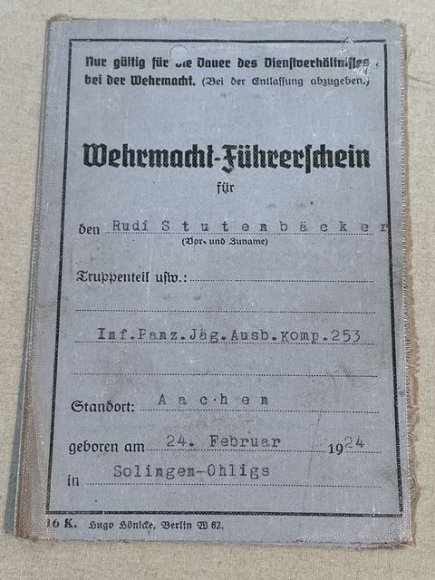 Nur gültig für die Dauer des Dienstverhältnisses
bei der Wehrmacht. (Bei der Entlassung abzugeben.)
Wehrmacht-Führerschein
für
den Rudi Stutenbäcker
(Vor- und Zuname)
Truppenteil usw.:
Inf.Panz.Jäg.Ausb.komp.253
Standort: Aachen
geboren am 24. Februar 1924
in Solingen-Ohligs
16 K. Hugo Hönicke, Berlin W 62.